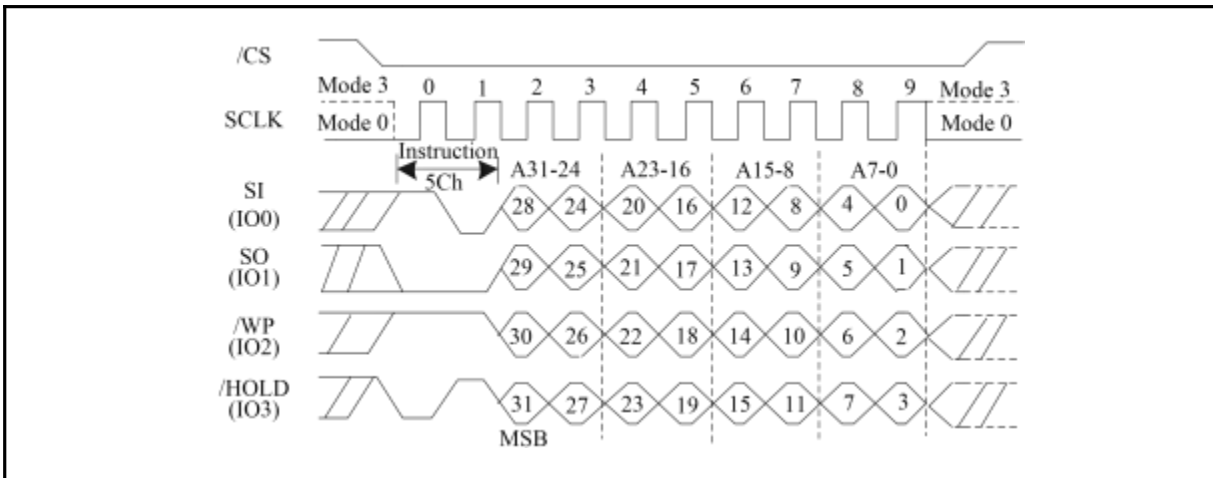 /CS
Mode 3 0 1 2 3 4 5 6 7 8 9 Mode 3
SCLK Mode 0 Mode 0
Instruction
5Ch A31-24 A23-16 A15-8 A7-0
SI
(IO0) 28 24 20 16 12 8 4 0
SO
(IO1) 29 25 21 17 13 9 5 1
/WP
(IO2) 30 26 22 18 14 10 6 2
/HOLD
(IO3) 31 27 23 19 15 11 7 3
MSB